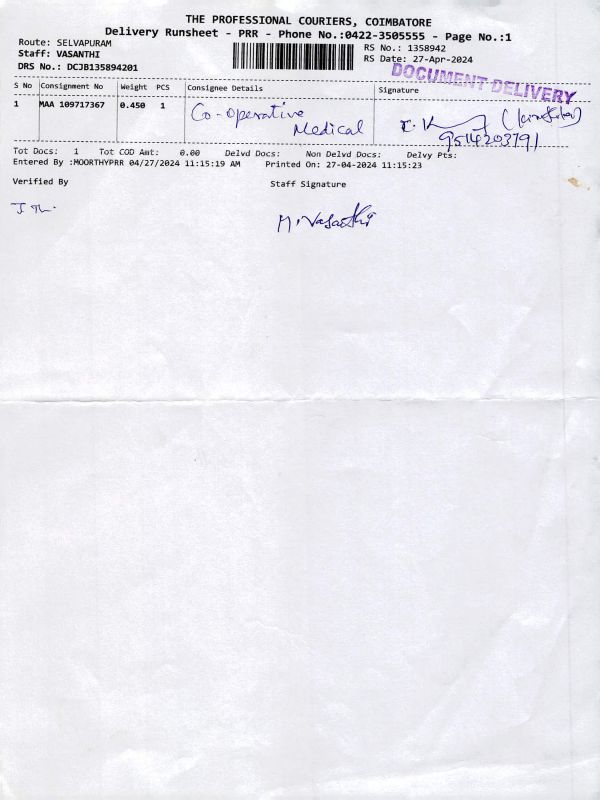 THE PROFESSIONAL COURIERS, COIMBATORE
Delivery Runsheet - PRR - Phone No.:0422-3505555 - Page No.:1
Route: SELVAPURAM
Staff: VASANTHI
DRS No.: DCJB135894201
RS No.: 1358942
RS Date: 27-Apr-2024
DOCUMENT DELIVERY
S No Consignment No Weight PCS Consignee Details Signature
1 MAA 109717367 0.450 1 Co-operative
Medical
9514203791
Tot Docs: 1 Tot COD Amt: 0.00 Delvd Docs: Non Delvd Docs: Delvy Pts:
Entered By :MOORTHYPRR 04/27/2024 11:15:19 AM Printed On: 27-04-2024 11:15:23
Verified By Staff Signature
M.Vasanthi